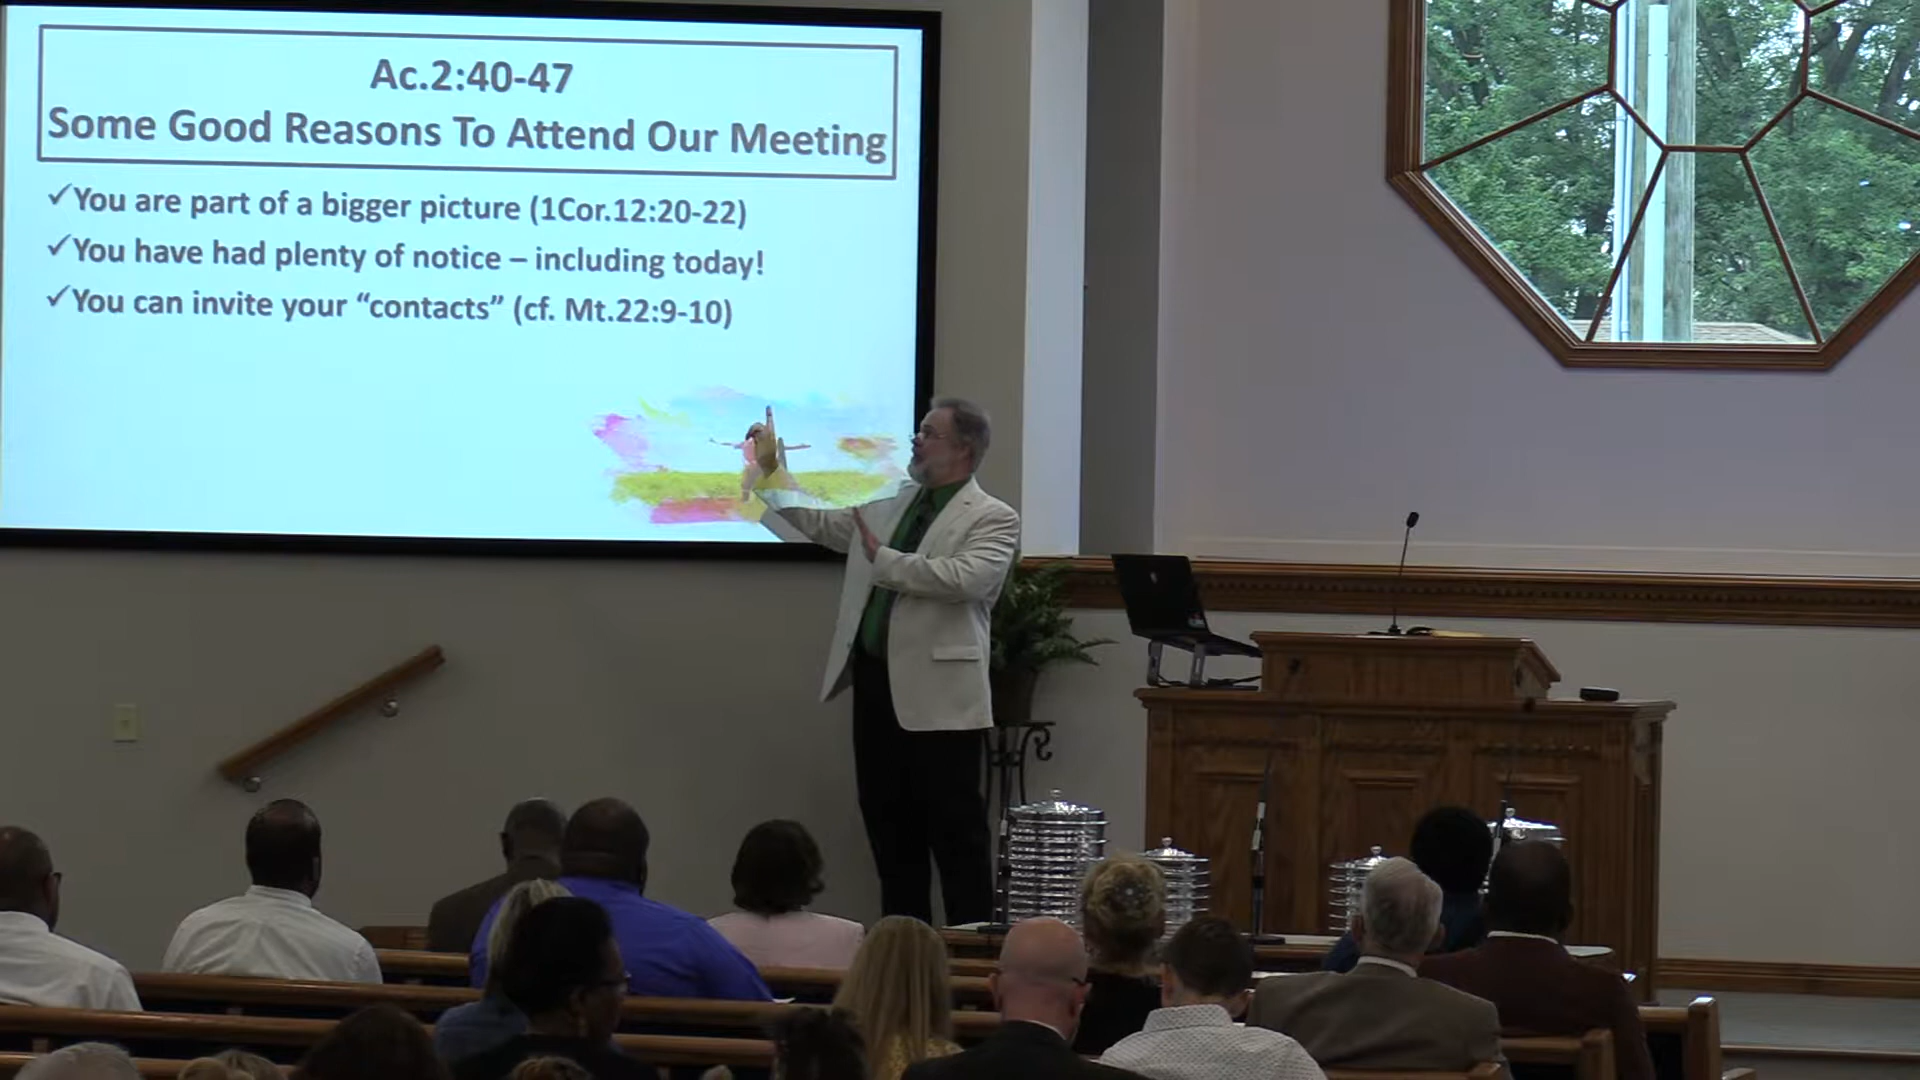 Ac.2:40-47
Some Good Reasons To Attend Our Meeting
✓You are part of a bigger picture (1Cor.12:20-22)
✓You have had plenty of notice – including today!
✓You can invite your “contacts” (cf. Mt.22:9-10)